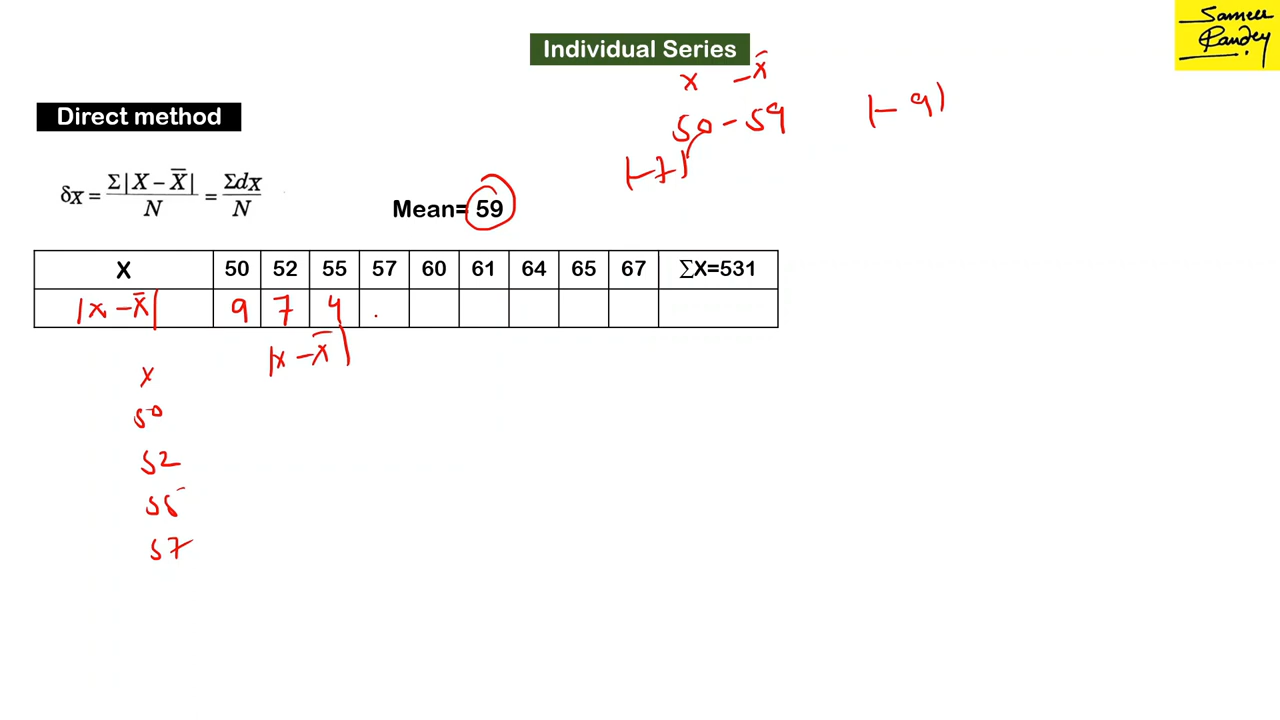 Sameer
Pandey
Individual Series
x - x̄
Direct method
50 - 59
|-9|
|-7|
δx̄ = Σ|X - X̄| / N = Σdx̄ / N
Mean= 59
X 50 52 55 57 60 61 64 65 67 ∑X=531
|x - x̄| 9 7 4
|x - x̄|
x
50
52
55
57